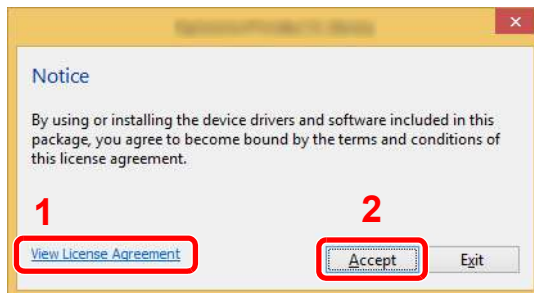 Notice
By using or installing the device drivers and software included in this
package, you agree to become bound by the terms and conditions of
this license agreement.
1
2
View License Agreement
Accept
Exit